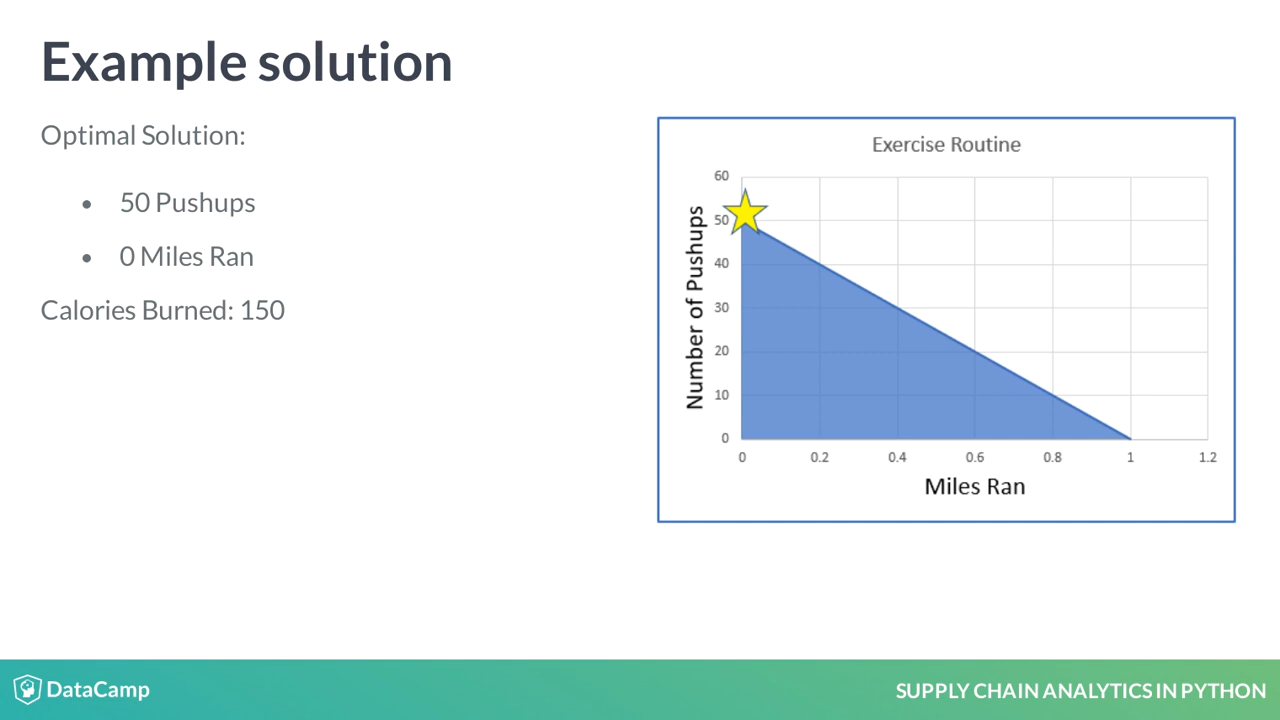 Example solution
Optimal Solution:
• 50 Pushups
• 0 Miles Ran
Calories Burned: 150
Exercise Routine
Number of Pushups
60
50
40
30
20
10
0
0 0.2 0.4 0.6 0.8 1 1.2
Miles Ran
DataCamp
SUPPLY CHAIN ANALYTICS IN PYTHON